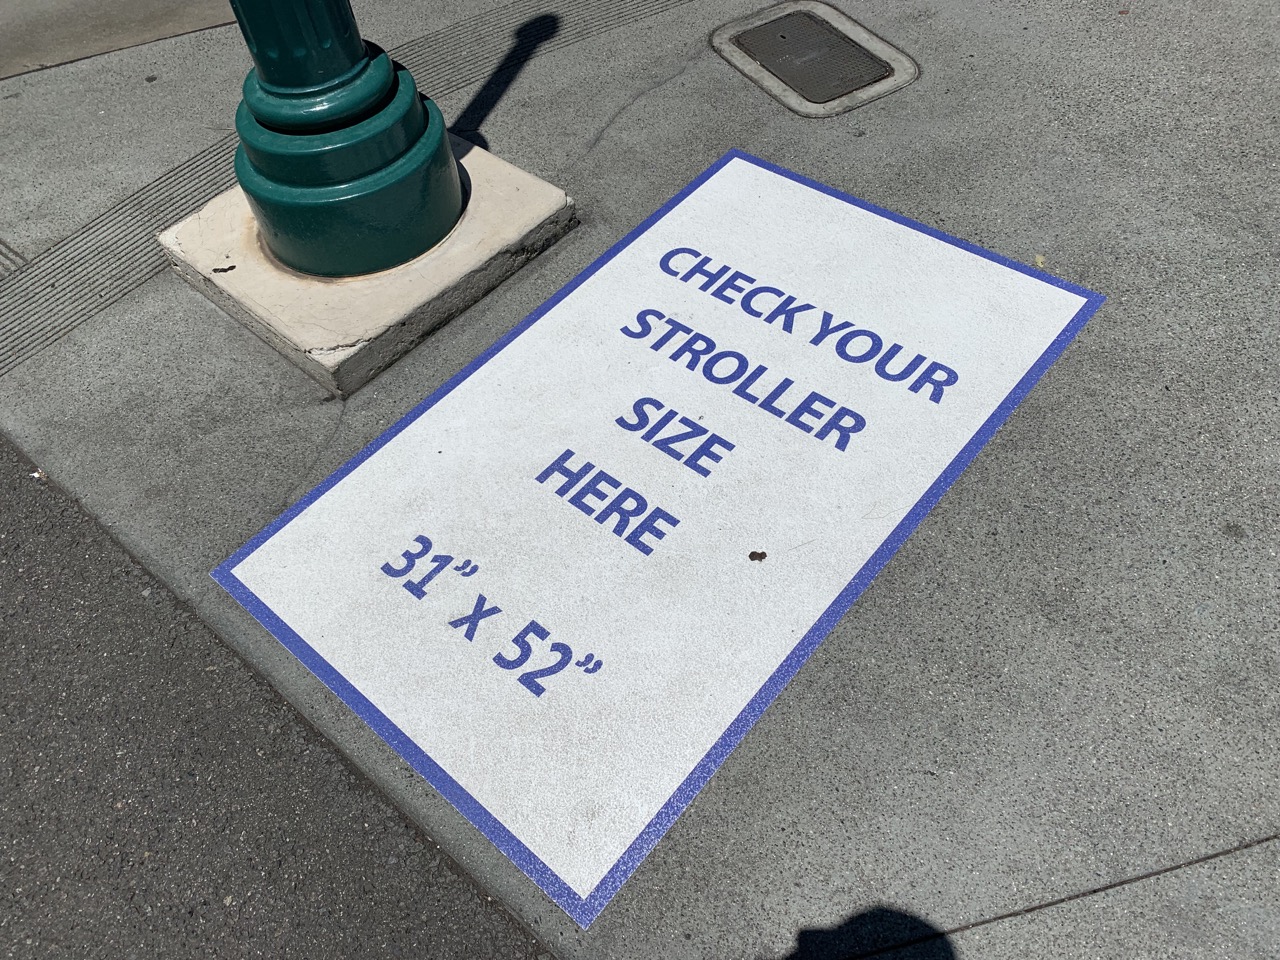 CHECK YOUR
STROLLER
SIZE
HERE
31” x 52”